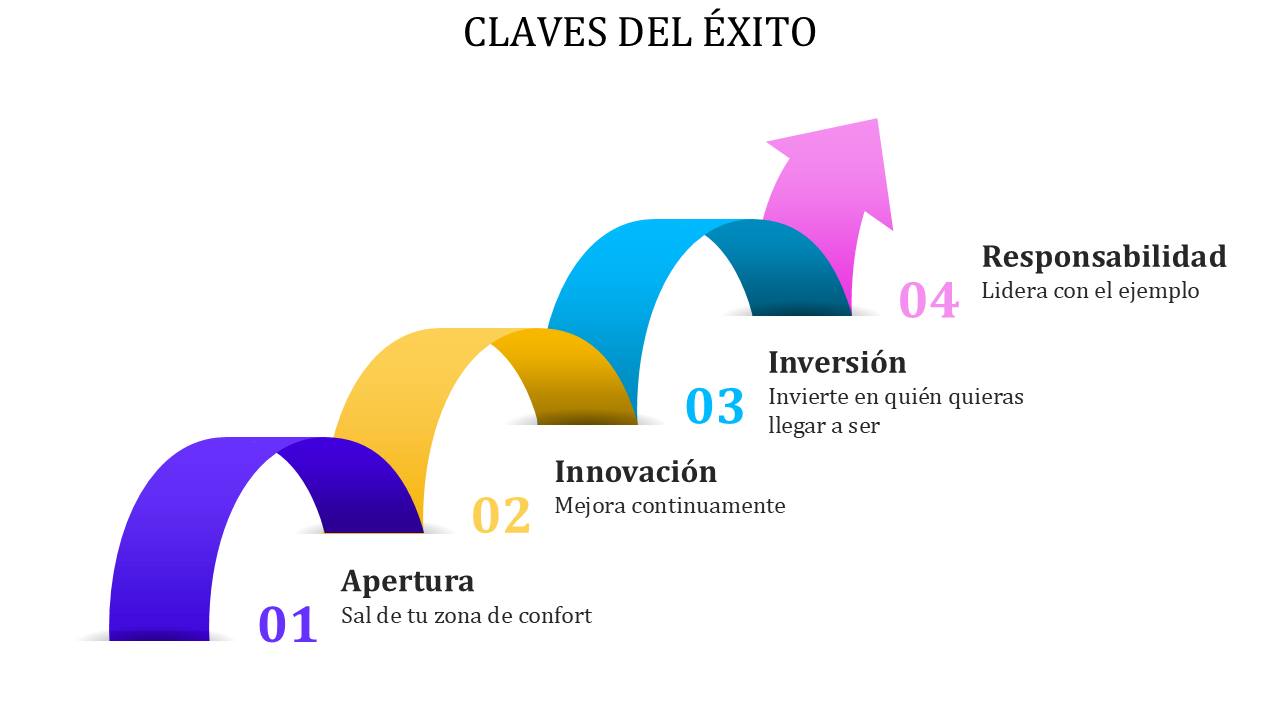 CLAVES DEL ÉXITO
01
Apertura
Sal de tu zona de confort
02
Innovación
Mejora continuamente
03
Inversión
Invierte en quién quieras
llegar a ser
04
Responsabilidad
Lidera con el ejemplo